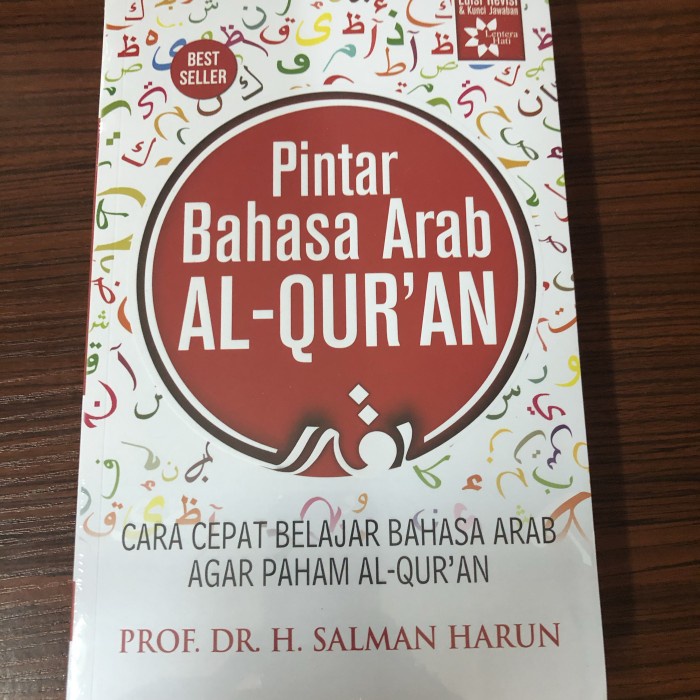 Edisi Revisi
& Kunci Jawaban
Lentera
Hati
BEST
SELLER
Pintar
Bahasa Arab
AL-QUR'AN
CARA CEPAT BELAJAR BAHASA ARAB
AGAR PAHAM AL-QUR'AN
PROF. DR. H. SALMAN HARUN